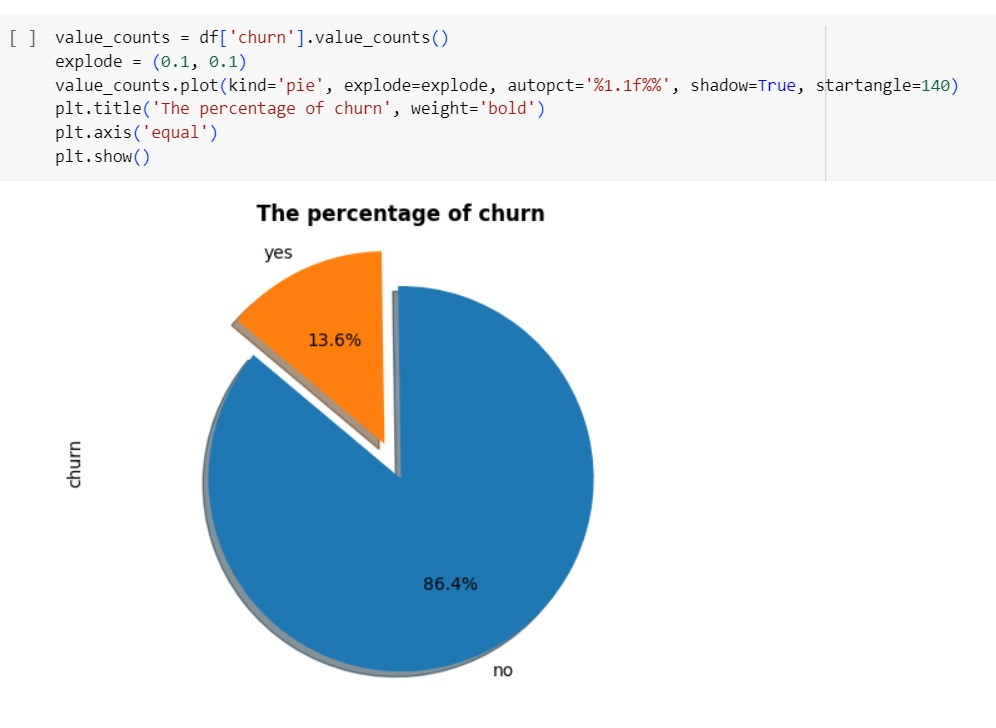 [ ] value_counts = df['churn'].value_counts()
explode = (0.1, 0.1)
value_counts.plot(kind='pie', explode=explode, autopct='%1.1f%%', shadow=True, startangle=140)
plt.title('The percentage of churn', weight='bold')
plt.axis('equal')
plt.show()
The percentage of churn
yes
13.6%
churn
86.4%
no